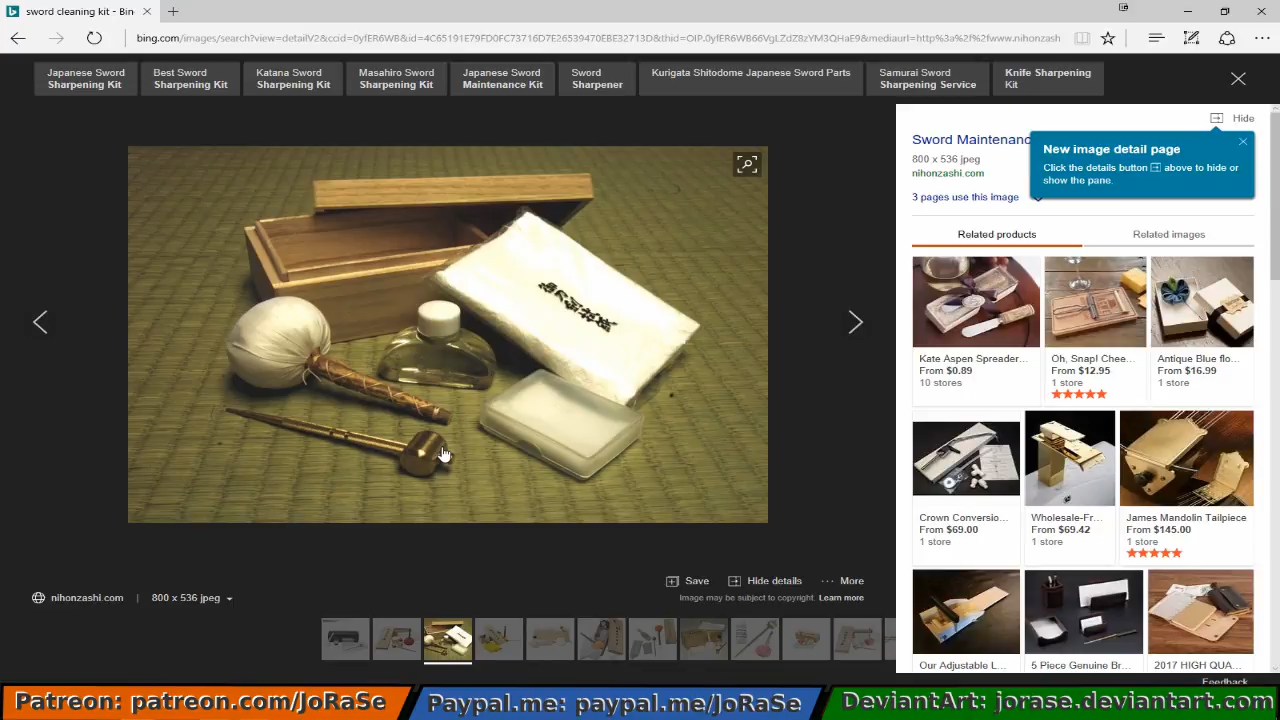 sword cleaning kit - Bin
bing.com/images/search?view=detailV2&ccid=0yfER6WB&id=4C65191E79FD0FC73716D7E26539470EBE32713D&thid=OIP.0yfER6WB66VgLZdZ8zYM3QHaE9&mediaurl=http%3a%2f%2fwww.nihonzash
Japanese Sword
Sharpening Kit
Best Sword
Sharpening Kit
Katana Sword
Sharpening Kit
Masahiro Sword
Sharpening Kit
Japanese Sword
Maintenance Kit
Sword
Sharpener
Kurigata Shitodome Japanese Sword Parts
Samurai Sword
Sharpening Service
Knife Sharpening
Kit
Hide
Sword Maintenanc
800 x 536 jpeg
nihonzashi.com
3 pages use this image
New image detail page
Click the details button above to hide or
show the pane.
Related products
Related images
Kate Aspen Spreader...
From $0.89
10 stores
Oh, Snap! Chee...
From $12.95
1 store
Antique Blue flo...
From $16.99
1 store
Crown Conversio...
From $69.00
1 store
Wholesale-Fr...
From $69.42
1 store
James Mandolin Tailpiece
From $145.00
1 store
Our Adjustable L...
5 Piece Genuine Br...
2017 HIGH QUA...
Feedback
Save
Hide details
··· More
Image may be subject to copyright. Learn more
nihonzashi.com
800 x 536 jpeg
Patreon: patreon.com/JoRaSe
Paypal.me: paypal.me/JoRaSe
DeviantArt: jorase.deviantart.com